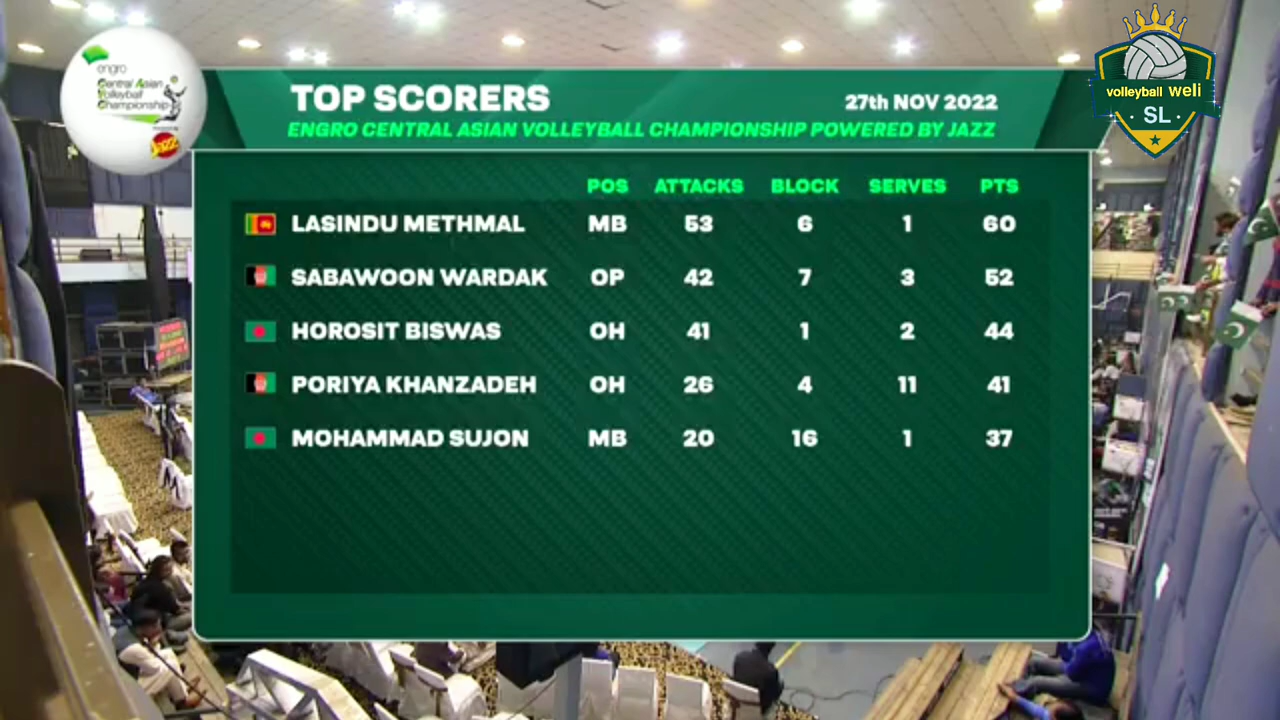 engro
Central Asian
Volleyball
Championship
Jazz
TOP SCORERS
27th NOV 2022
ENGRO CENTRAL ASIAN VOLLEYBALL CHAMPIONSHIP POWERED BY JAZZ
volleyball weli
· SL ·
POS ATTACKS BLOCK SERVES PTS
LASINDU METHMAL MB 53 6 1 60
SABAWOON WARDAK OP 42 7 3 52
HOROSIT BISWAS OH 41 1 2 44
PORIYA KHANZADEH OH 26 4 11 41
MOHAMMAD SUJON MB 20 16 1 37